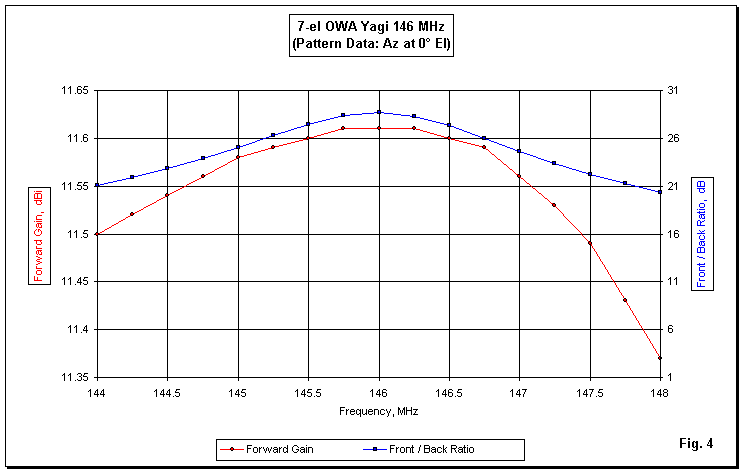 7-el OWA Yagi 146 MHz
(Pattern Data: Az at 0° El)
11.65
11.6
11.55
11.5
11.45
11.4
11.35
Forward Gain, dBi
31
26
21
16
11
6
1
Front / Back Ratio, dB
144 144.5 145 145.5 146 146.5 147 147.5 148
Frequency, MHz
Forward Gain Front / Back Ratio
Fig. 4